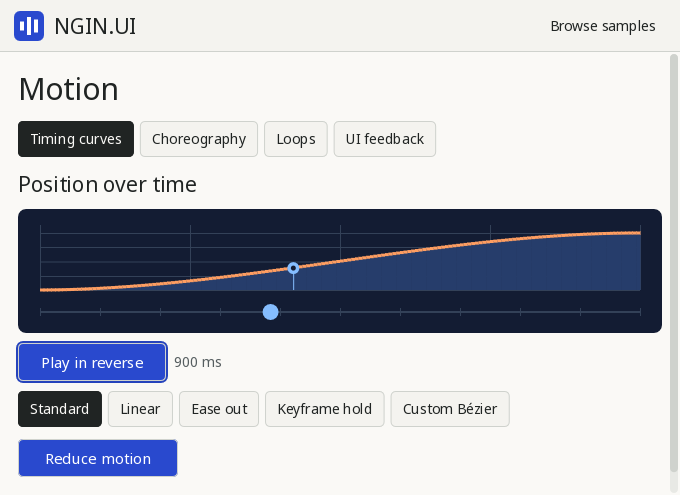 NGIN.UI
Browse samples
Motion
Timing curves
Choreography
Loops
UI feedback
Position over time
Play in reverse
900 ms
Standard
Linear
Ease out
Keyframe hold
Custom Bézier
Reduce motion